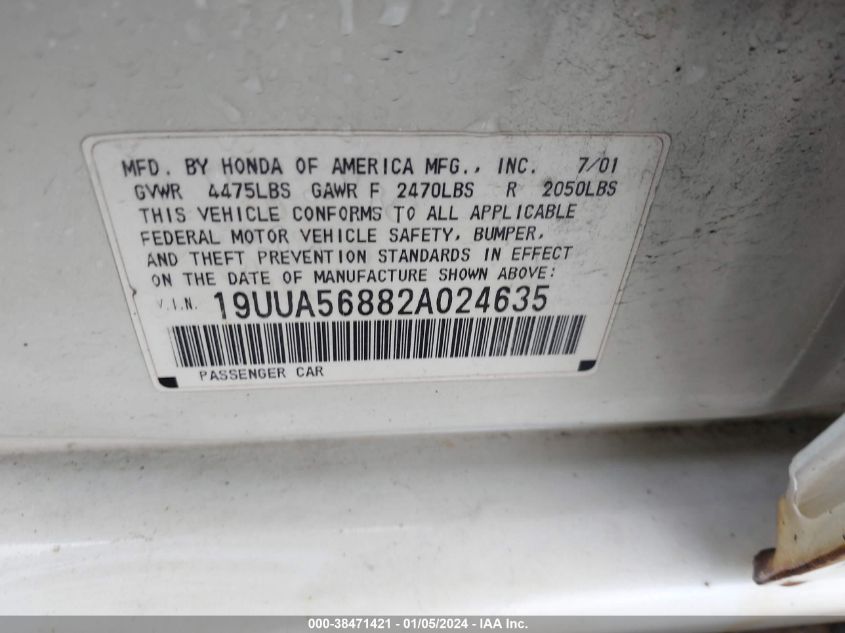 MFD. BY HONDA OF AMERICA MFG., INC. 7/01
GVWR 4475LBS GAWR F 2470LBS R 2050LBS
THIS VEHICLE CONFORMS TO ALL APPLICABLE
FEDERAL MOTOR VEHICLE SAFETY, BUMPER,
AND THEFT PREVENTION STANDARDS IN EFFECT
ON THE DATE OF MANUFACTURE SHOWN ABOVE:
V.I.N. 19UUA56882A024635
PASSENGER CAR
000-38471421 - 01/05/2024 - IAA Inc.